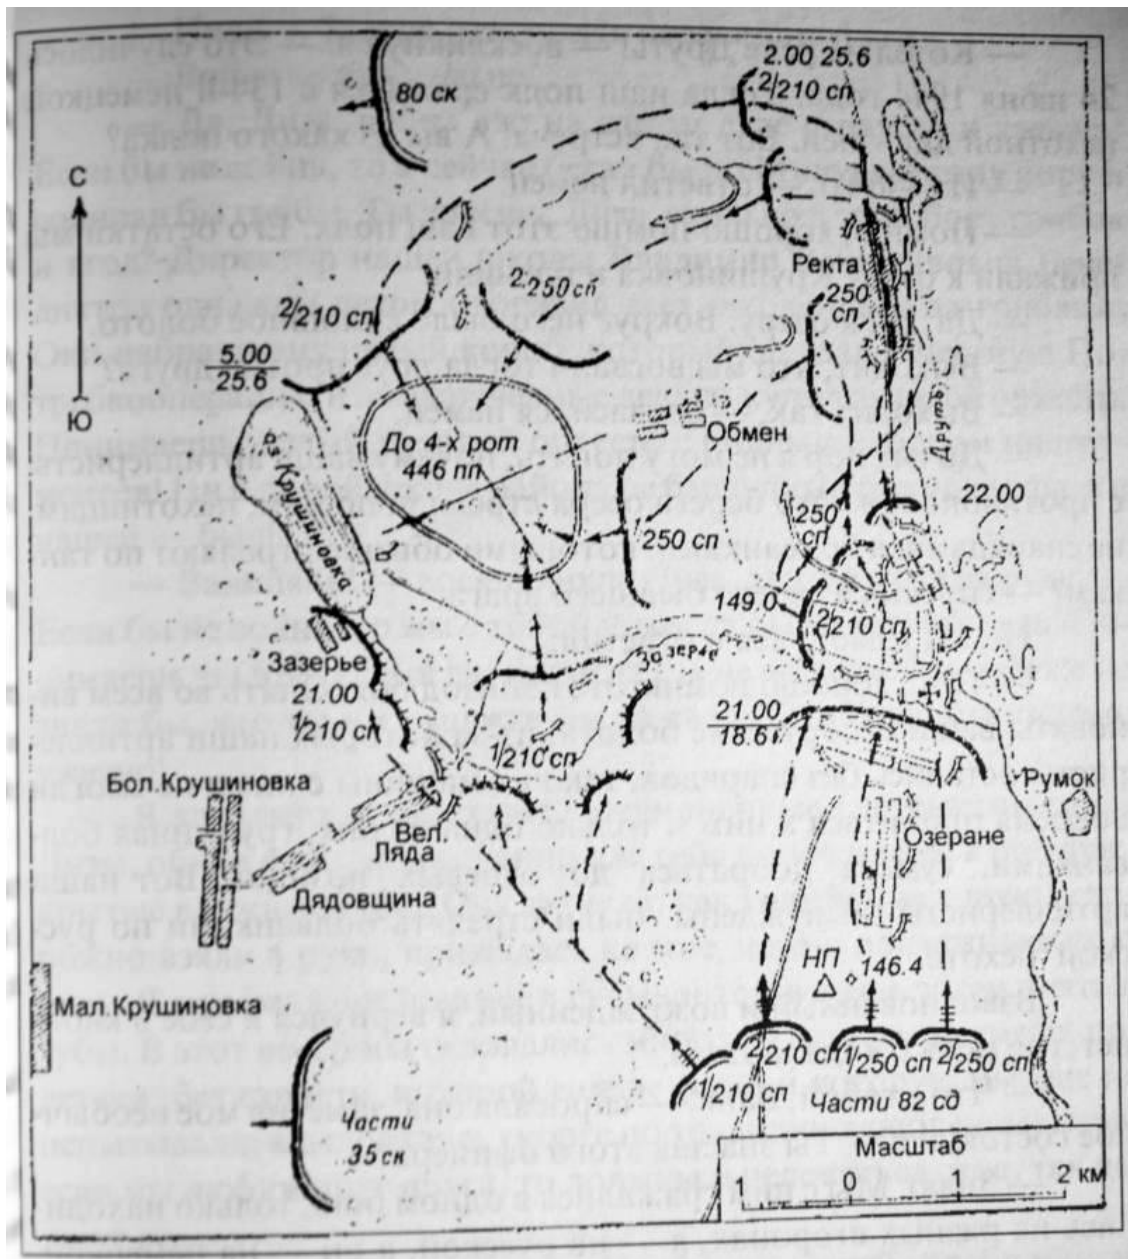 2.00 25.6
2/210 сп
80 ск
С
Ю
Ректа
2/250 сп
250
сп
2/210 сп
5.00
25.6
До 4-х рот
446 пп
Обмен
р. Друть
р. Крушиновка
22.00
250
сп
250 сп
149,0
2/210 сп
Зазерье
Зазерье
21.00
1/210 сп
21.00
18.6
1/210 сп
Бол.Крушиновка
Румок
Вел.
Ляда
Озеране
Дядовщина
НП
146.4
Мал.Крушиновка
2/210 сп
1/250 сп
2/250 сп
1/210 сп
Части 82 сд
Части
35 ск
Масштаб
1 0 1 2 км